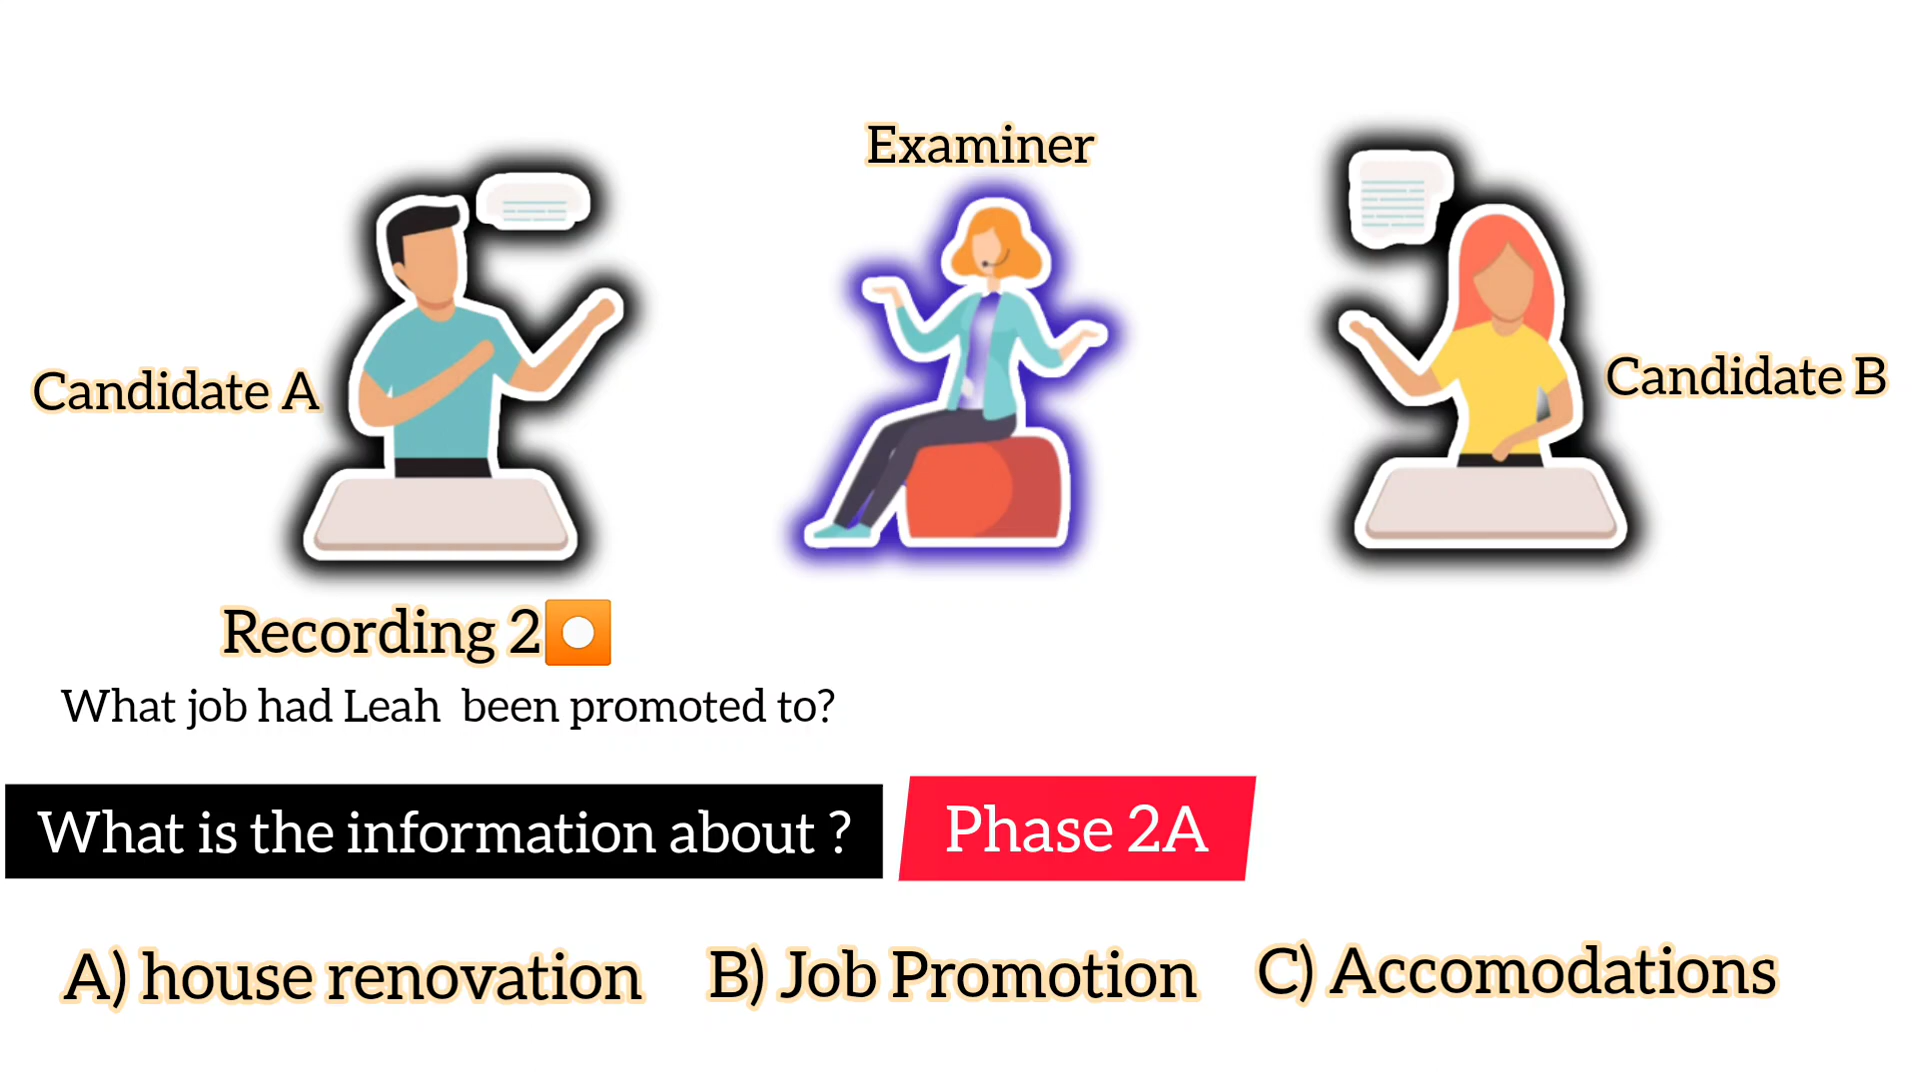 Examiner
Candidate A
Candidate B
Recording 2
What job had Leah been promoted to?
What is the information about ?
Phase 2A
A) house renovation
B) Job Promotion
C) Accomodations